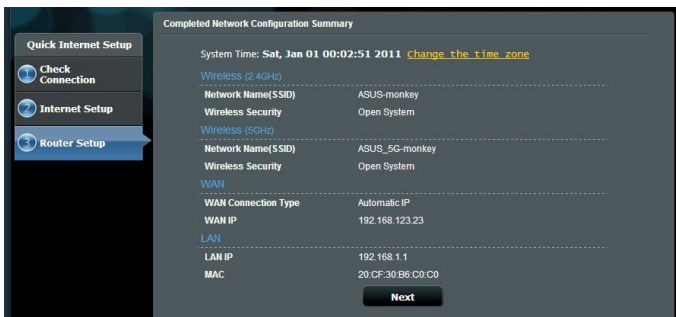 Completed Network Configuration Summary
Quick Internet Setup
1 Check Connection
2 Internet Setup
3 Router Setup
System Time: Sat, Jan 01 00:02:51 2011 Change the time zone
Wireless (2.4GHz)
Network Name(SSID) ASUS-monkey
Wireless Security Open System
Wireless (5GHz)
Network Name(SSID) ASUS_5G-monkey
Wireless Security Open System
WAN
WAN Connection Type Automatic IP
WAN IP 192.168.123.23
LAN
LAN IP 192.168.1.1
MAC 20:CF:30:B6:C0:C0
Next